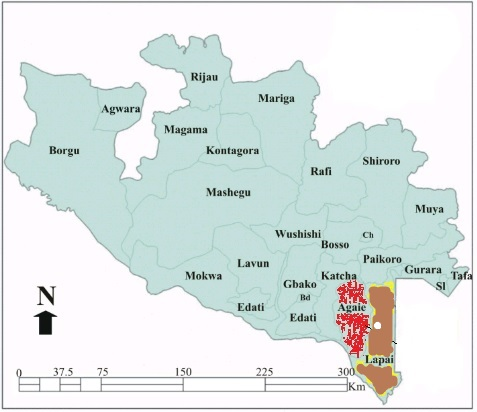 Rijau
Mariga
Agwara
Magama
Kontagora
Borgu
Shiroro
Rafi
Mashegu
Muya
Wushishi
Ch
Bosso
Paikoro
Lavun
Gurara
Tafa
Mokwa
Katcha
Gbako
Sl
Bd
N
Edati
Agaie
Edati
Lapai
0 37.5 75 150 225 300
Km